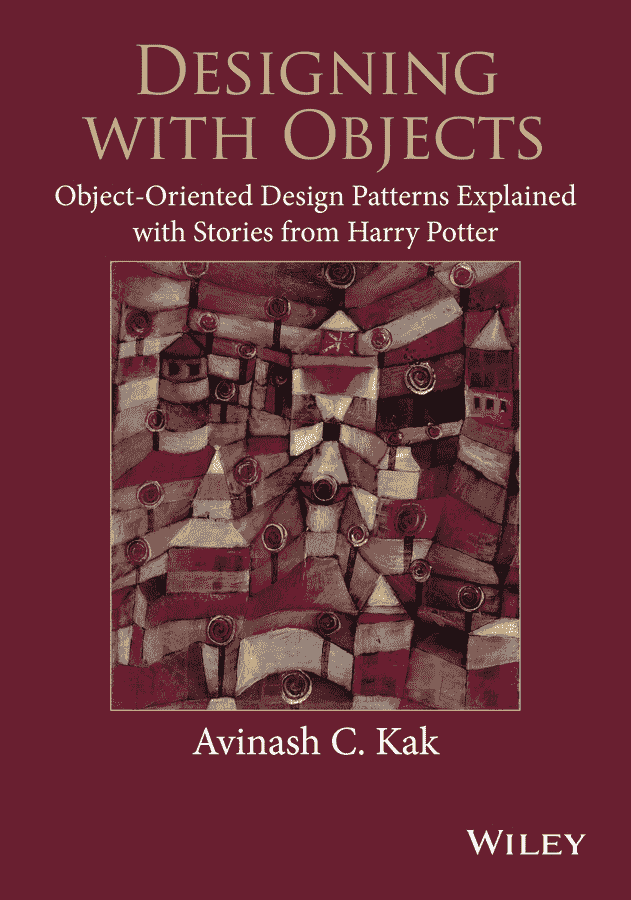 DESIGNING
WITH OBJECTS
Object-Oriented Design Patterns Explained
with Stories from Harry Potter
Avinash C. Kak
WILEY